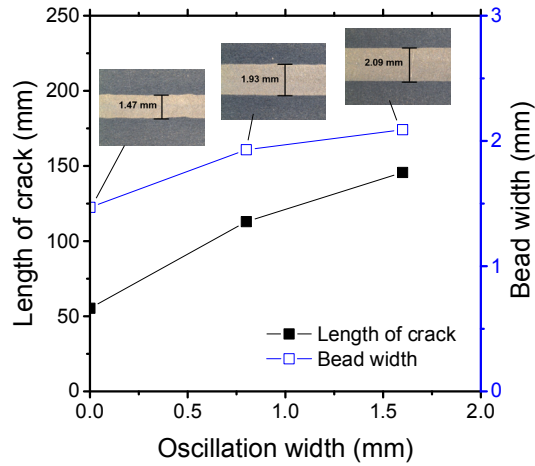 250
200
150
100
50
0
Length of crack (mm)
1.47 mm
1.93 mm
2.09 mm
3
2
1
0
Bead width (mm)
Length of crack
Bead width
0.0 0.5 1.0 1.5 2.0
Oscillation width (mm)